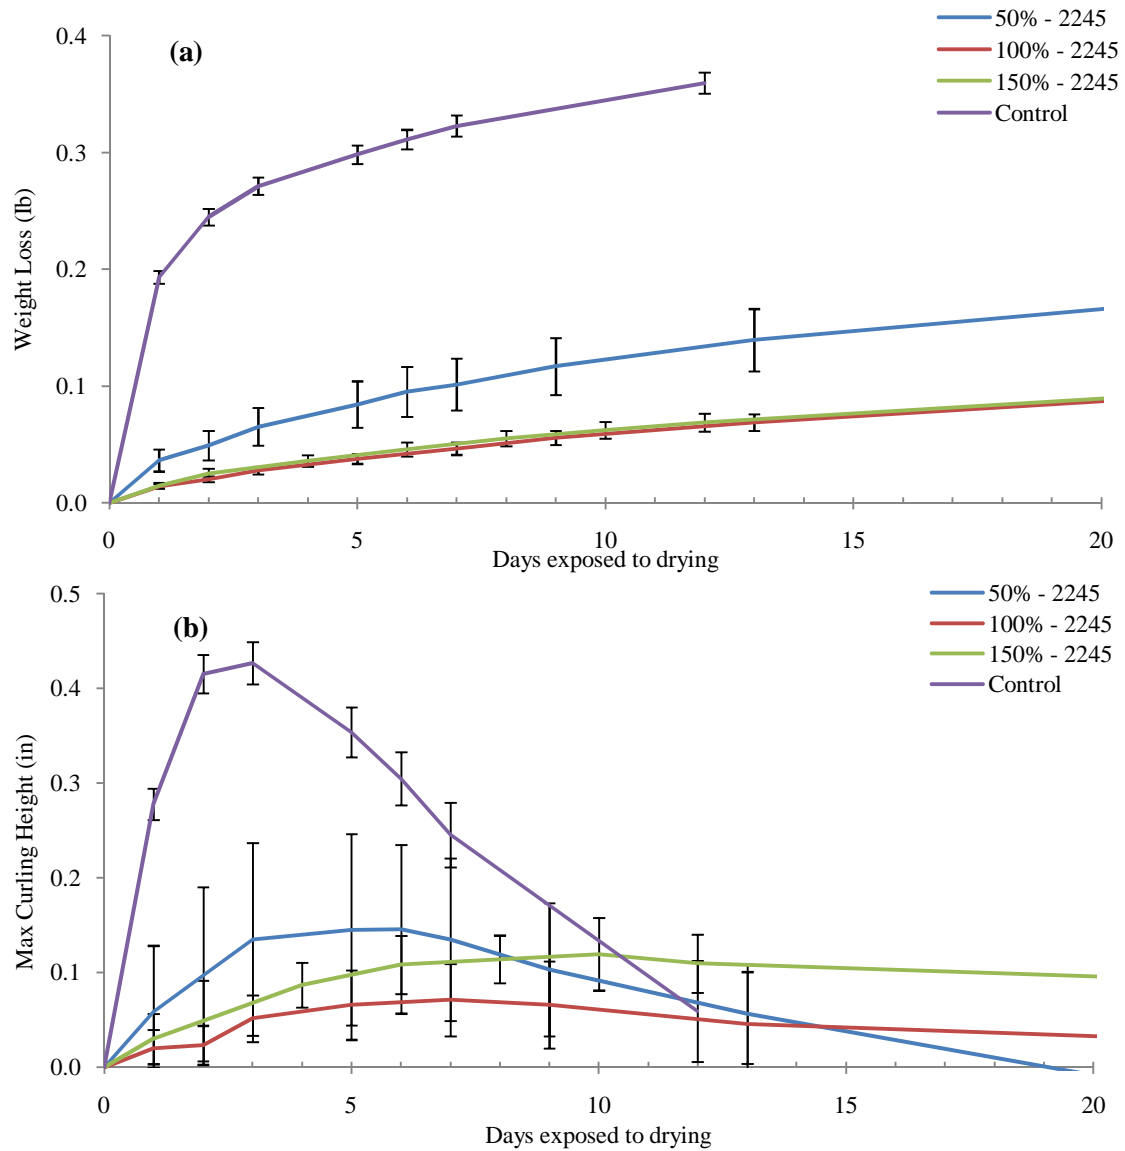 50% - 2245
100% - 2245
150% - 2245
Control
(a)
0.4
0.3
0.2
0.1
0.0
Weight Loss (lb)
0 5 10 15 20
Days exposed to drying
50% - 2245
100% - 2245
150% - 2245
Control
(b)
0.5
0.4
0.3
0.2
0.1
0.0
Max Curling Height (in)
0 5 10 15 20
Days exposed to drying